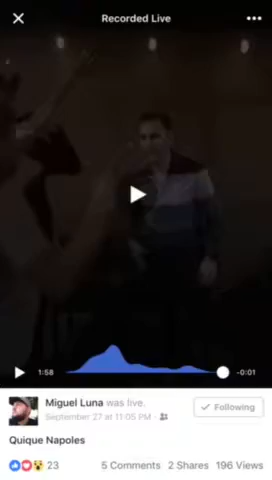 Recorded Live
1:58
-0:01
Miguel Luna was live.
September 27 at 11:05 PM
Following
Quique Napoles
23
5 Comments 2 Shares 196 Views